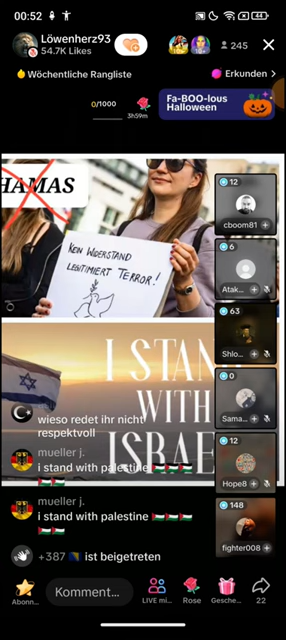 00:52
44
Löwenherz93
54.7K Likes
245
Wöchentliche Rangliste
Erkunden >
0/1000
3h59m
Fa-BOO-lous
Halloween
HAMAS
KEIN WIDERSTAND
LEGITIMIERT TERROR!
12
cboom81
6
Atak...
63
Shlo...
0
Sama...
12
Hope8
148
fighter008
I STAN
WITH
ISRAE
wieso redet ihr nicht
respektvoll
mueller j.
i stand with palestine
mueller j.
i stand with palestine
+387 ist beigetreten
Abonn...
Komment...
LIVE mi...
Rose
Gesche...
22